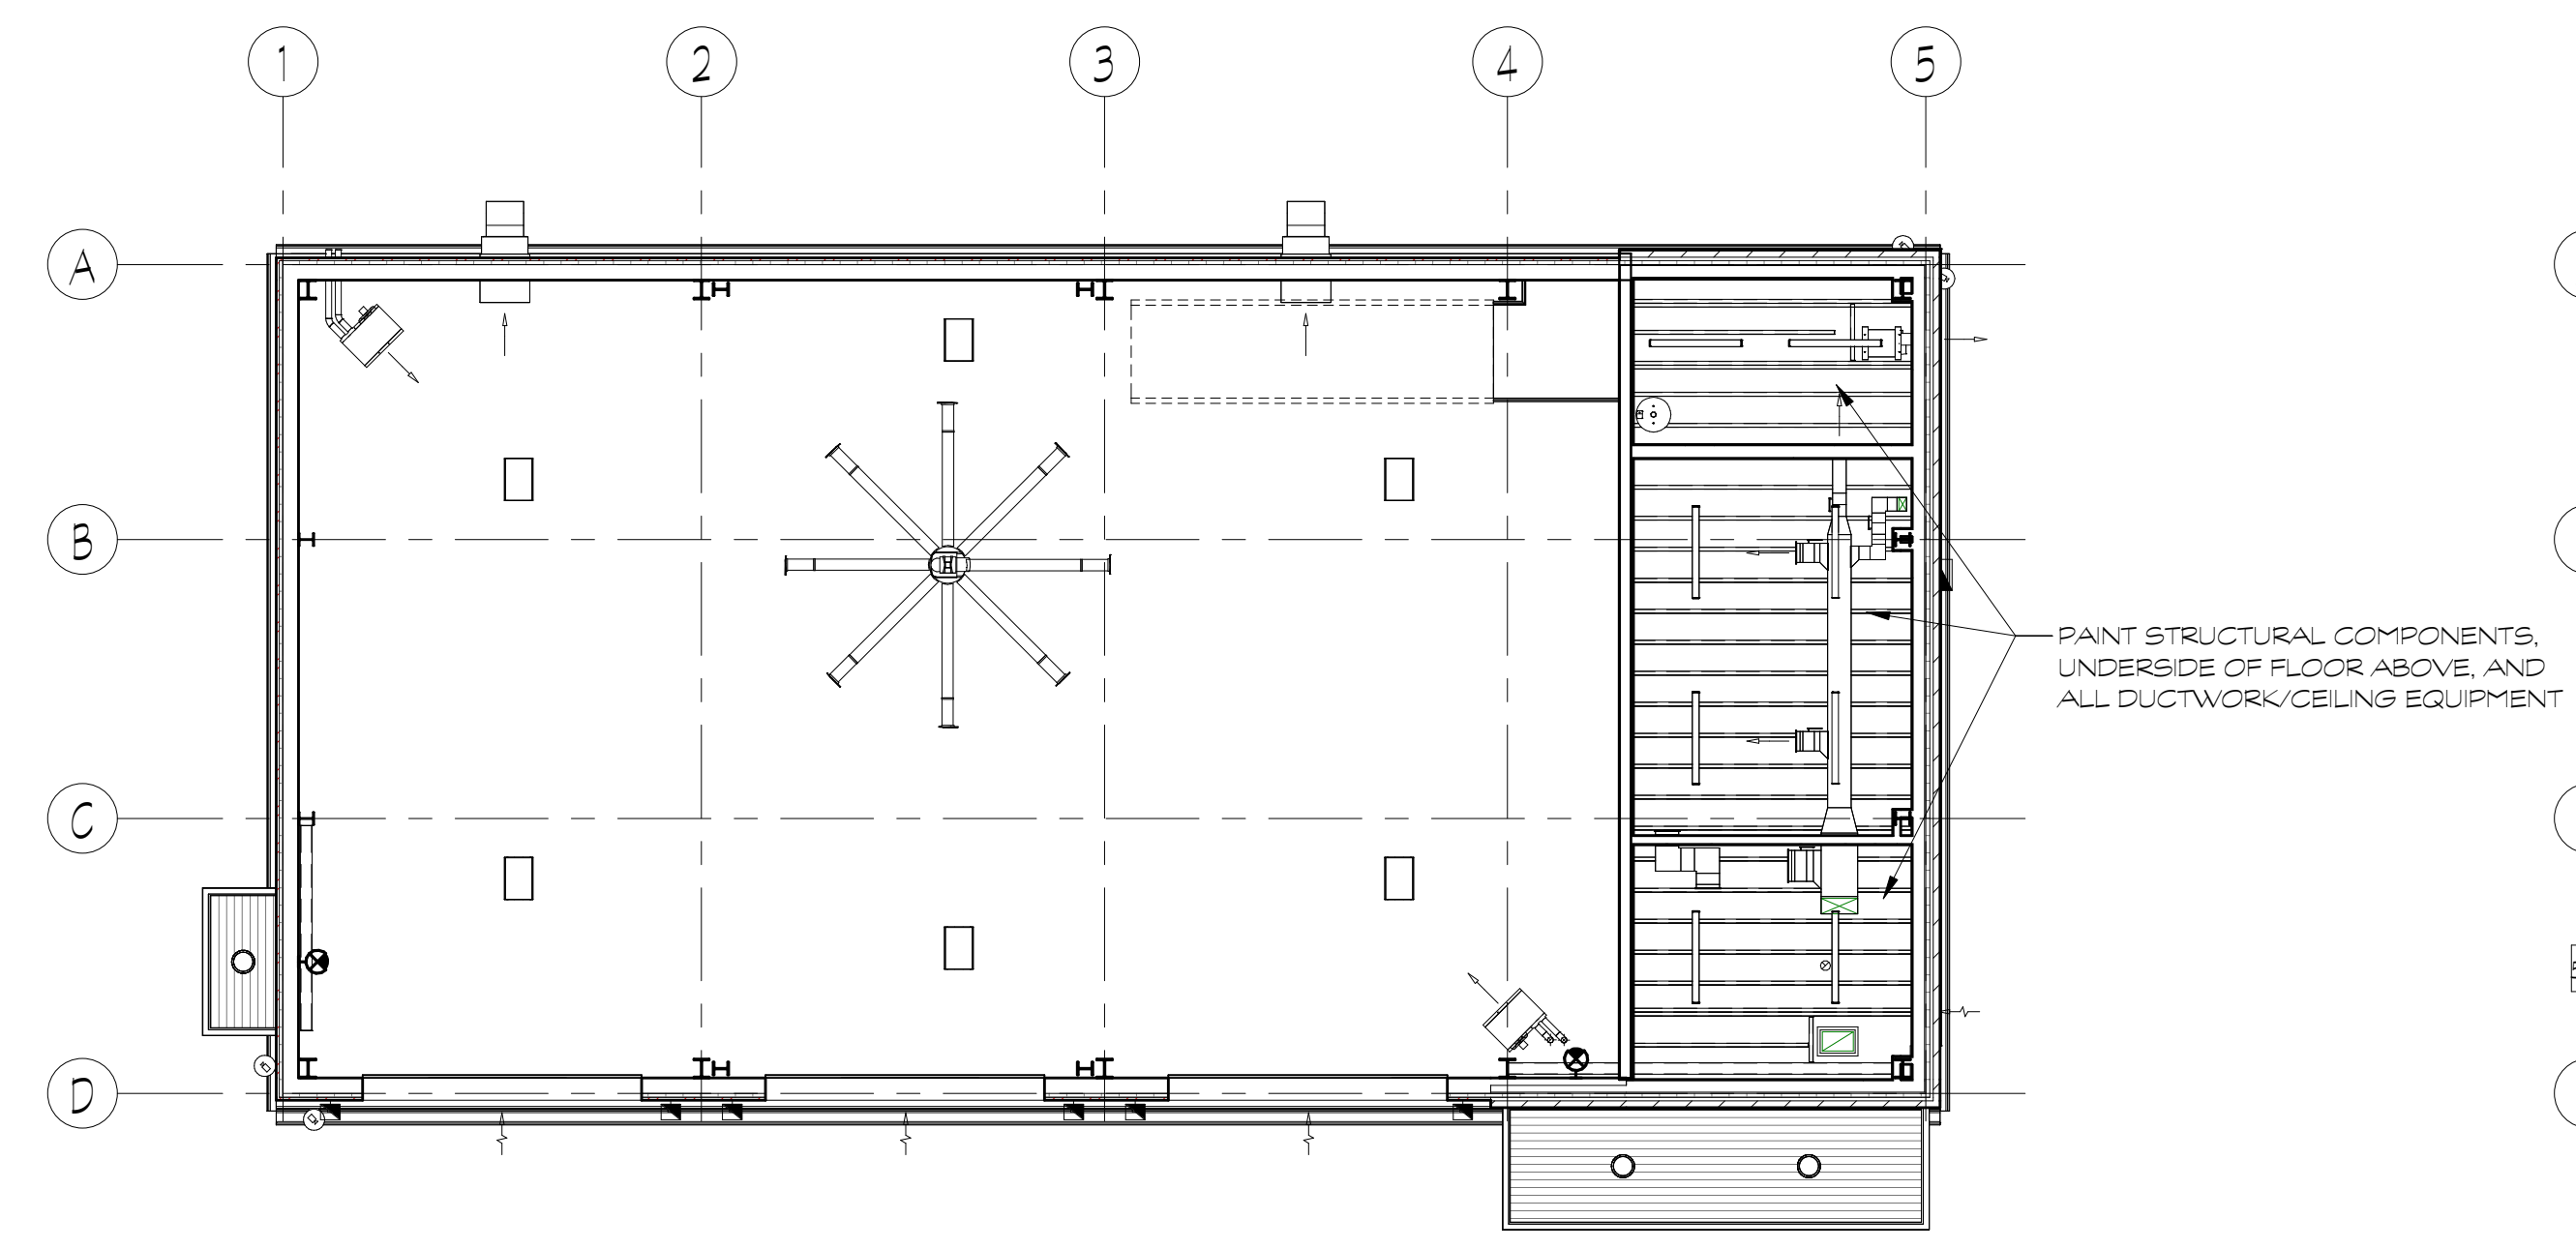 1 2 3 4 5
A
B
C
D
PAINT STRUCTURAL COMPONENTS,
UNDERSIDE OF FLOOR ABOVE, AND
ALL DUCTWORK/CEILING EQUIPMENT